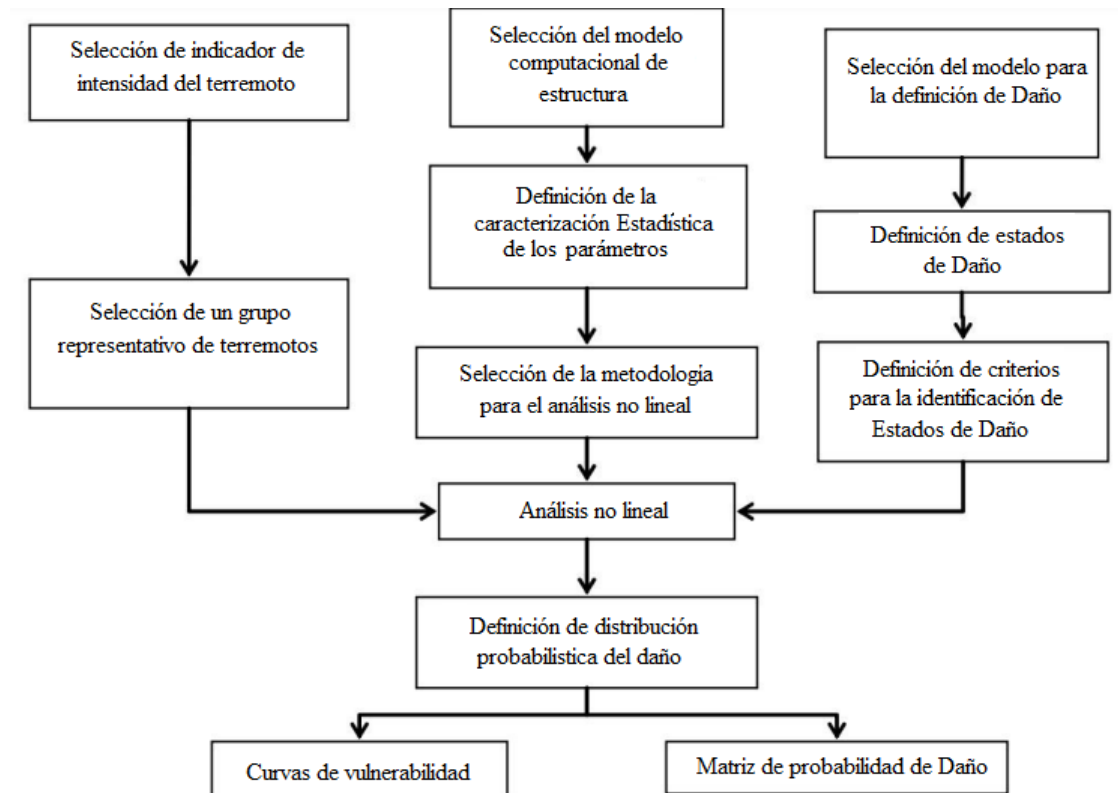 Selección de indicador de
intensidad del terremoto
Selección del modelo
computacional de
estructura
Selección del modelo para
la definición de Daño
Definición de la
caracterización Estadística
de los parámetros
Definición de estados
de Daño
Selección de un grupo
representativo de terremotos
Selección de la metodología
para el análisis no lineal
Definición de criterios
para la identificación de
Estados de Daño
Análisis no lineal
Definición de distribución
probabilistica del daño
Curvas de vulnerabilidad
Matriz de probabilidad de Daño